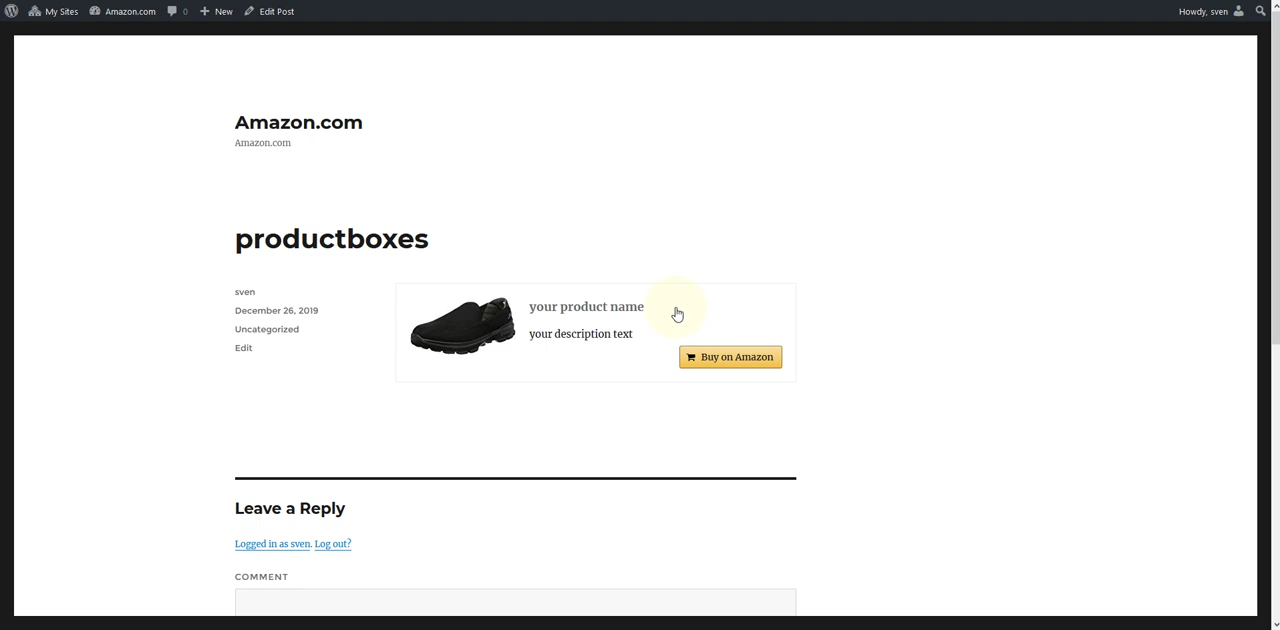 My Sites Amazon.com 0 New Edit Post Howdy, sven
Amazon.com
Amazon.com
productboxes
sven
December 26, 2019
Uncategorized
Edit
your product name
your description text
Buy on Amazon
Leave a Reply
Logged in as sven. Log out?
COMMENT